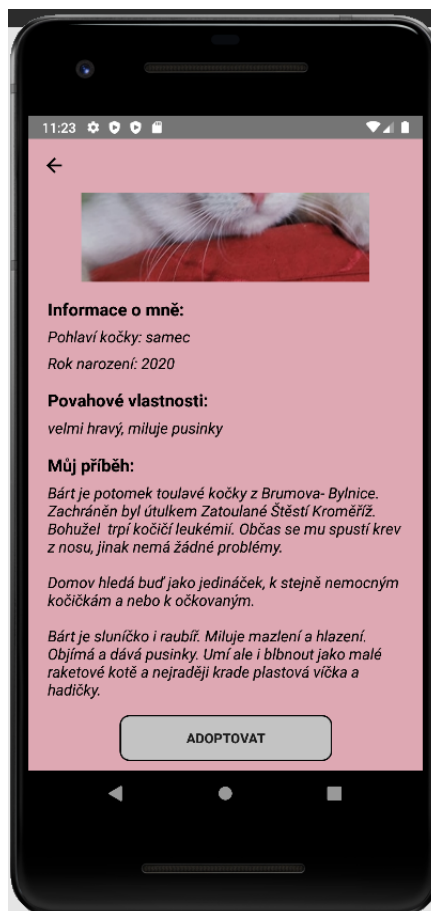 11:23
Informace o mně:
Pohlaví kočky: samec
Rok narození: 2020
Povahové vlastnosti:
velmi hravý, miluje pusinky
Můj příběh:
Bárt je potomek toulavé kočky z Brumova- Bylnice.
Zachráněn byl útulkem Zatoulané Štěstí Kroměříž.
Bohužel  trpí kočičí leukémií. Občas se mu spustí krev
z nosu, jinak nemá žádné problémy.
Domov hledá buď jako jedináček, k stejně nemocným
kočičkám a nebo k očkovaným.
Bárt je sluníčko i raubíř. Miluje mazlení a hlazení.
Objímá a dává pusinky. Umí ale i blbnout jako malé
raketové kotě a nejraději krade plastová víčka a
hadičky.
ADOPTOVAT